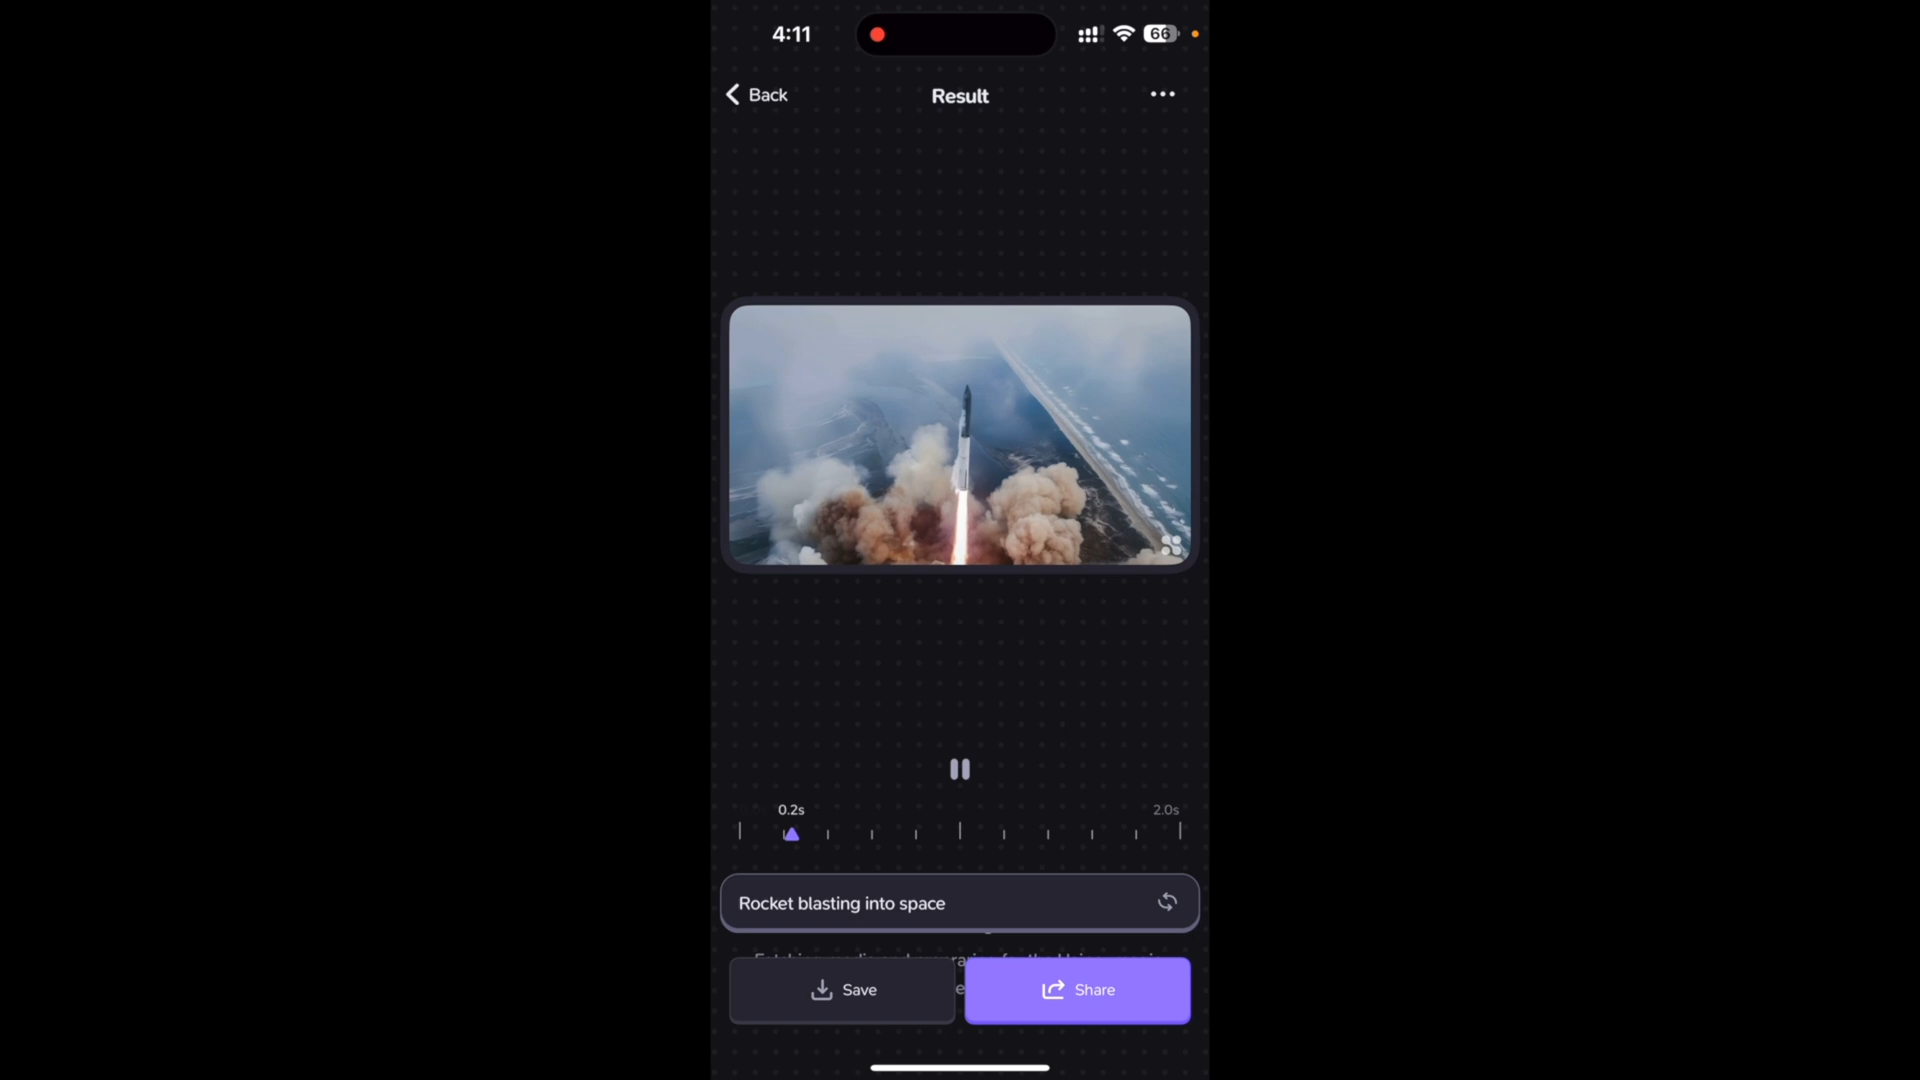 4:11
66
Back
Result
0.2s
2.0s
Rocket blasting into space
Save
Share